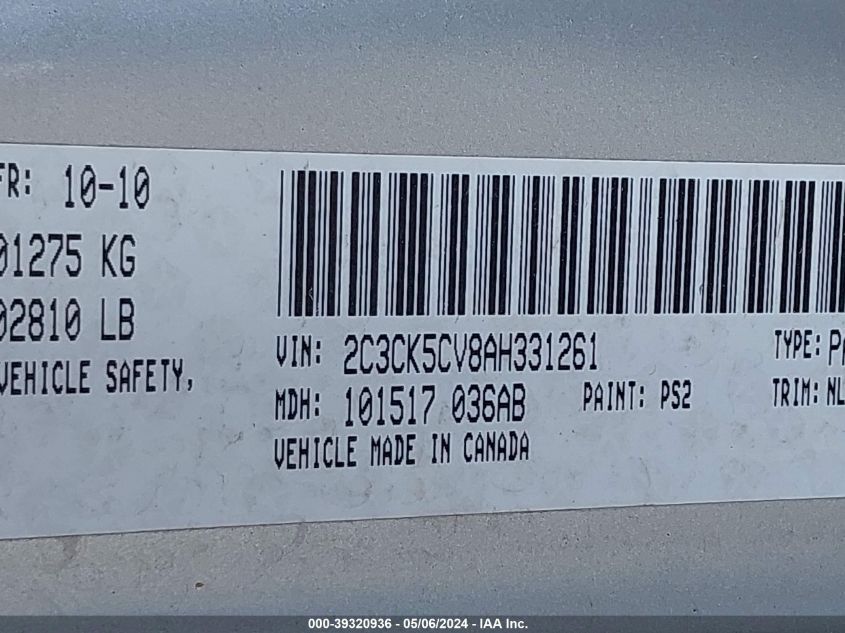 FR: 10-10
01275 KG
02810 LB
VEHICLE SAFETY,
VIN: 2C3CK5CV8AH331261
TYPE:
MDH: 101517 036AB PAINT: PS2
TRIM: NL
VEHICLE MADE IN CANADA
000-39320936 - 05/06/2024 - IAA Inc.